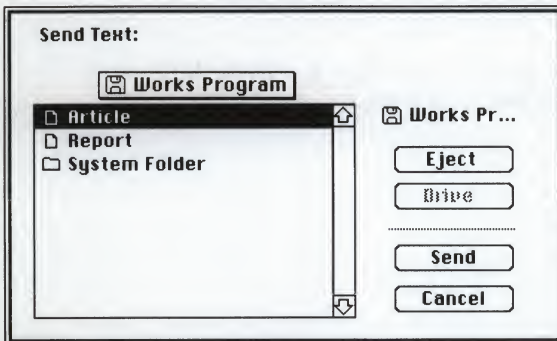 Send Text:
Works Program
Article
Report
System Folder
Works Pr...
Eject
Drive
Send
Cancel